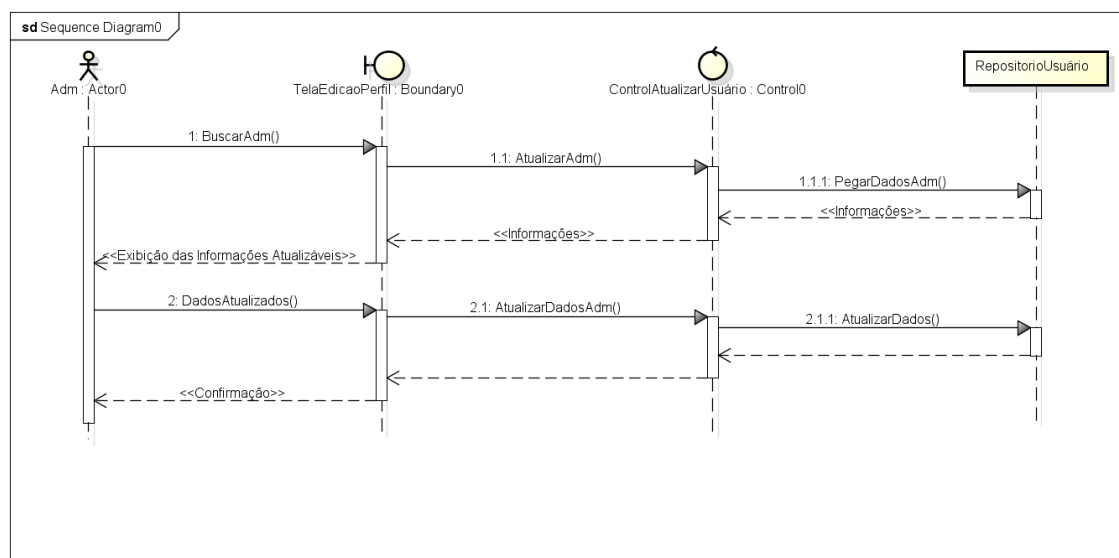 sd Sequence Diagram0
Adm : Actor0
TelaEdicaoPerfil : Boundary0
ControlAtualizarUsuário : Control0
RepositorioUsuário
1: BuscarAdm()
1.1: AtualizarAdm()
1.1.1: PegarDadosAdm()
<<Informações>>
<<Informações>>
<<Exibição das Informações Atualizáveis>>
2: DadosAtualizados()
2.1: AtualizarDadosAdm()
2.1.1: AtualizarDados()
<<Confirmação>>